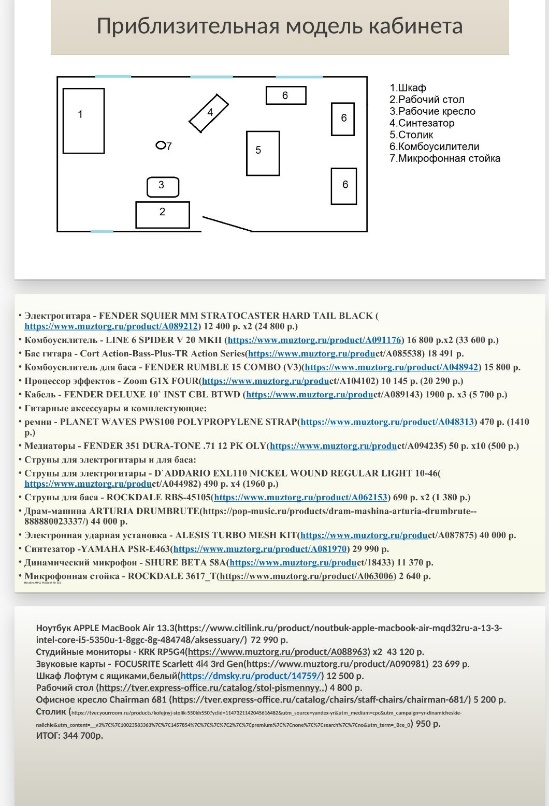 Приблизительная модель кабинета
1
4
6
6
7
5
3
6
2
1.Шкаф
2.Рабочий стол
3.Рабочие кресло
4.Синтезатор
5.Столик
6.Комбоусилители
7.Микрофонная стойка
• Электрогитара - FENDER SQUIER MM STRATOCASTER HARD TAIL BLACK (
https://www.muztorg.ru/product/A089212) 12 400 р. x2 (24 800 р.)
• Комбоусилитель - LINE 6 SPIDER V 20 MKII (https://www.muztorg.ru/product/A091176) 16 800 р.x2 (33 600 р.)
• Бас гитара - Cort Action-Bass-Plus-TR Action Series(https://www.muztorg.ru/product/A085538) 18 491 р.
• Комбоусилитель для баса - FENDER RUMBLE 15 COMBO (V3)(https://www.muztorg.ru/product/A048942) 15 800 р.
• Процессор эффектов - Zoom G1X FOUR(https://www.muztorg.ru/product/A104102) 10 145 р. (20 290 р.)
• Кабель - FENDER DELUXE 10' INST CBL BTWD (https://www.muztorg.ru/product/A089143) 1900 р. x3 (5 700 р.)
• Гитарные аксессуары и комплектующие:
• ремни - PLANET WAVES PWS100 POLYPROPYLENE STRAP(https://www.muztorg.ru/product/A048313) 470 р. (1410
р.)
• Медиаторы - FENDER 351 DURA-TONE .71 12 PK OLY(https://www.muztorg.ru/product/A094235) 50 р. x10 (500 р.)
• Струны для электрогитары и для баса:
• Струны для электрогитары - D`ADDARIO EXL110 NICKEL WOUND REGULAR LIGHT 10-46(
https://www.muztorg.ru/product/A044982) 490 р. x4 (1960 р.)
• Струны для баса - ROCKDALE RBS-45105(https://www.muztorg.ru/product/A062153) 690 р. x2 (1 380 р.)
• Драм-машина ARTURIA DRUMBRUTE(https://pop-music.ru/products/dram-mashina-arturia-drumbrute--
888880023337/) 44 000 р.
• Электронная ударная установка - ALESIS TURBO MESH KIT(https://www.muztorg.ru/product/A087875) 40 000 р.
• Синтезатор -YAMAHA PSR-E463(https://www.muztorg.ru/product/A081970) 29 990 р.
• Динамический микрофон - SHURE BETA 58A(https://www.muztorg.ru/product/18433) 11 370 р.
• Микрофонная стойка - ROCKDALE 3617_T(https://www.muztorg.ru/product/A063006) 2 640 р.
Ноутбук APPLE MacBook Air 13.3(https://www.citilink.ru/product/noutbuk-apple-macbook-air-mqd32ru-a-13-3-
intel-core-i5-5350u-1-8ggc-8g-484748/aksessuary/) 72 990 р.
Студийные мониторы - KRK RP5G4(https://www.muztorg.ru/product/A088963) x2 43 120 р.
Звуковые карты - FOCUSRITE Scarlett 4i4 3rd Gen(https://www.muztorg.ru/product/A090981) 23 699 р.
Шкаф Лофтум с ящиками,белый(https://dmsky.ru/product/14759/) 12 500 р.
Рабочий стол (https://tver.express-office.ru/catalog/stol-pismennyy..) 4 800 р.
Офисное кресло Chairman 681 (https://tver.express-office.ru/catalog/chairs/staff-chairs/chairman-681/) 5 200 р.
Столик (
) 950 р.
ИТОГ: 344 700р.